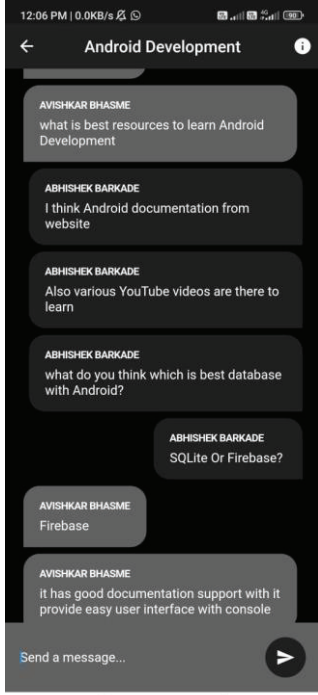 12:06 PM | 0.0KB/s
4G
90
Android Development
AVISHKAR BHASME
what is best resources to learn Android
Development
ABHISHEK BARKADE
I think Android documentation from
website
ABHISHEK BARKADE
Also various YouTube videos are there to
learn
ABHISHEK BARKADE
what do you think which is best database
with Android?
ABHISHEK BARKADE
SQLite Or Firebase?
AVISHKAR BHASME
Firebase
AVISHKAR BHASME
it has good documentation support with it
provide easy user interface with console
Send a message...